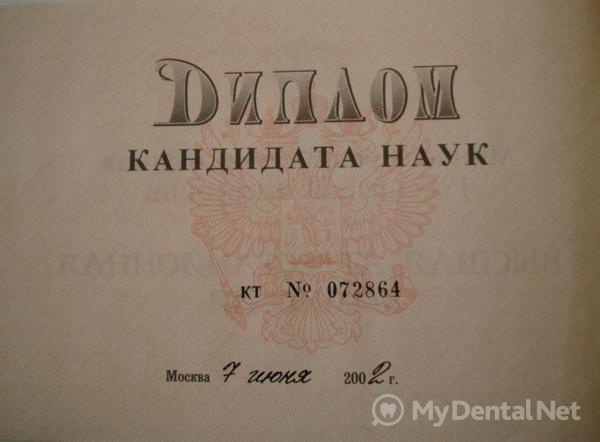 Диплом
КАНДИДАТА НАУК
КТ № 072864
Москва 7 июня 2002 г.
MyDentalNet